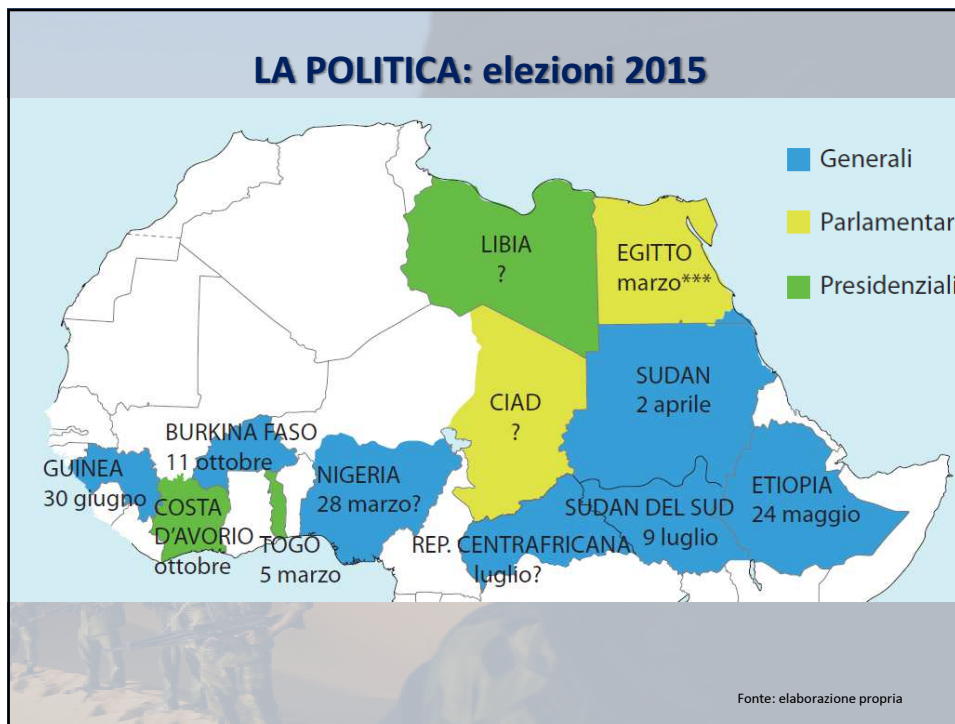 LA POLITICA: elezioni 2015
Generali
Parlamentar
Presidenziali
LIBIA
?
EGITTO
marzo***
SUDAN
2 aprile
CIAD
?
BURKINA FASO
11 ottobre
GUINEA
30 giugno
COSTA
D'AVORIO
ottobre
TOGO
5 marzo
NIGERIA
28 marzo?
REP. CENTRAFRICANA
luglio?
SUDAN DEL SUD
9 luglio
ETIOPIA
24 maggio
Fonte: elaborazione propria